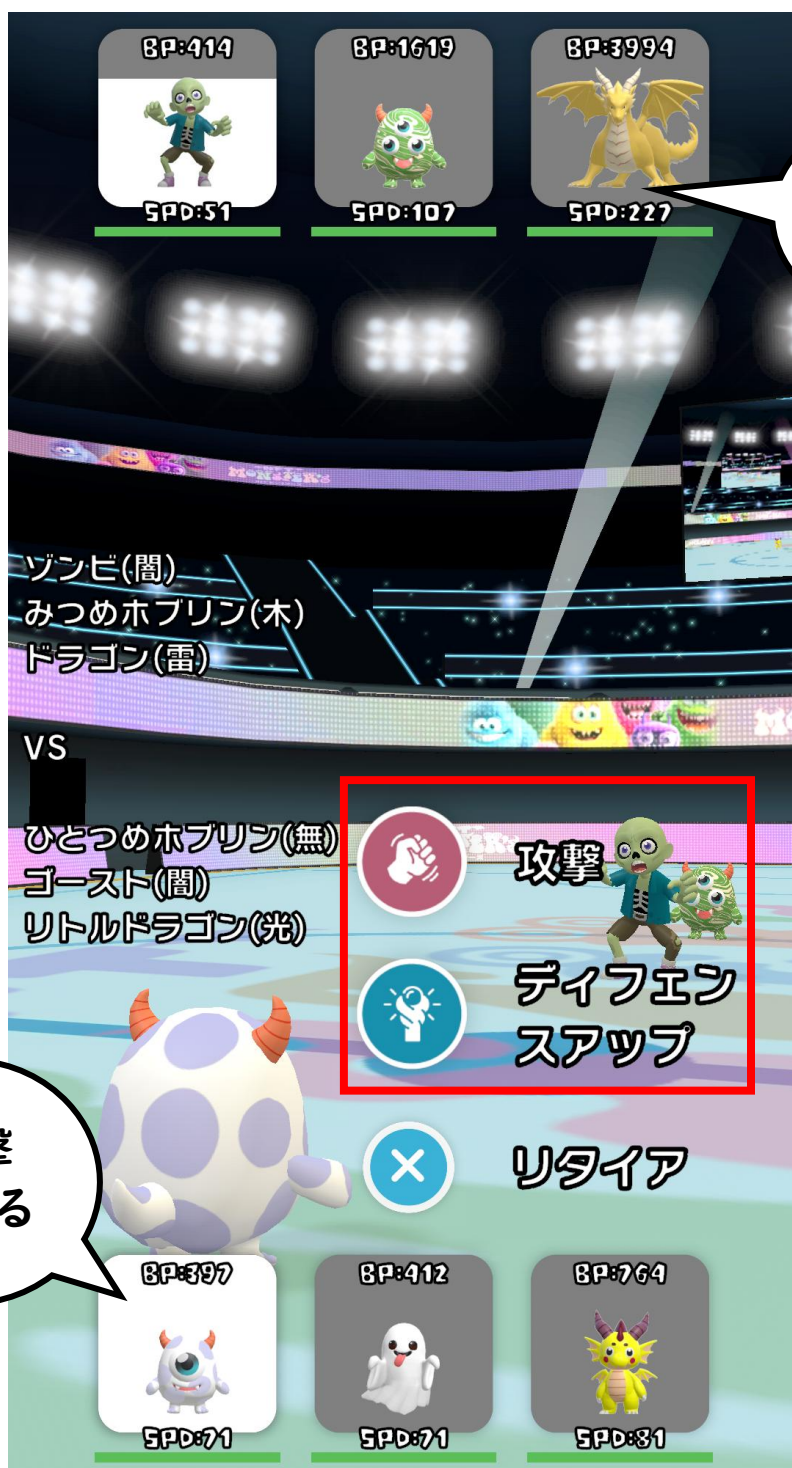 BP:414
BP:1619
BP:3994
SPD:51
SPD:107
SPD:227
ゾンビ(闇)
みつめホブリン(木)
ドラゴン(雷)
VS
ひとつめホブリン(無)
ゴースト(闇)
リトルドラゴン(光)
攻撃
ディフェン
スアップ
リタイア
る
BP:397
BP:412
BP:764
SPD:71
SPD:71
SPD:81